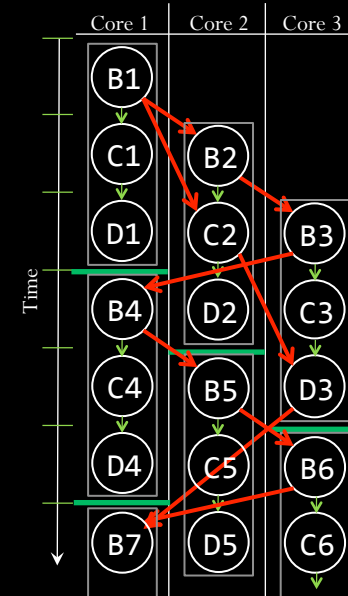 Core 1 Core 2 Core 3
Time
B1
C1 B2
D1 C2 B3
B4 D2 C3
C4 B5 D3
D4 C5 B6
B7 D5 C6